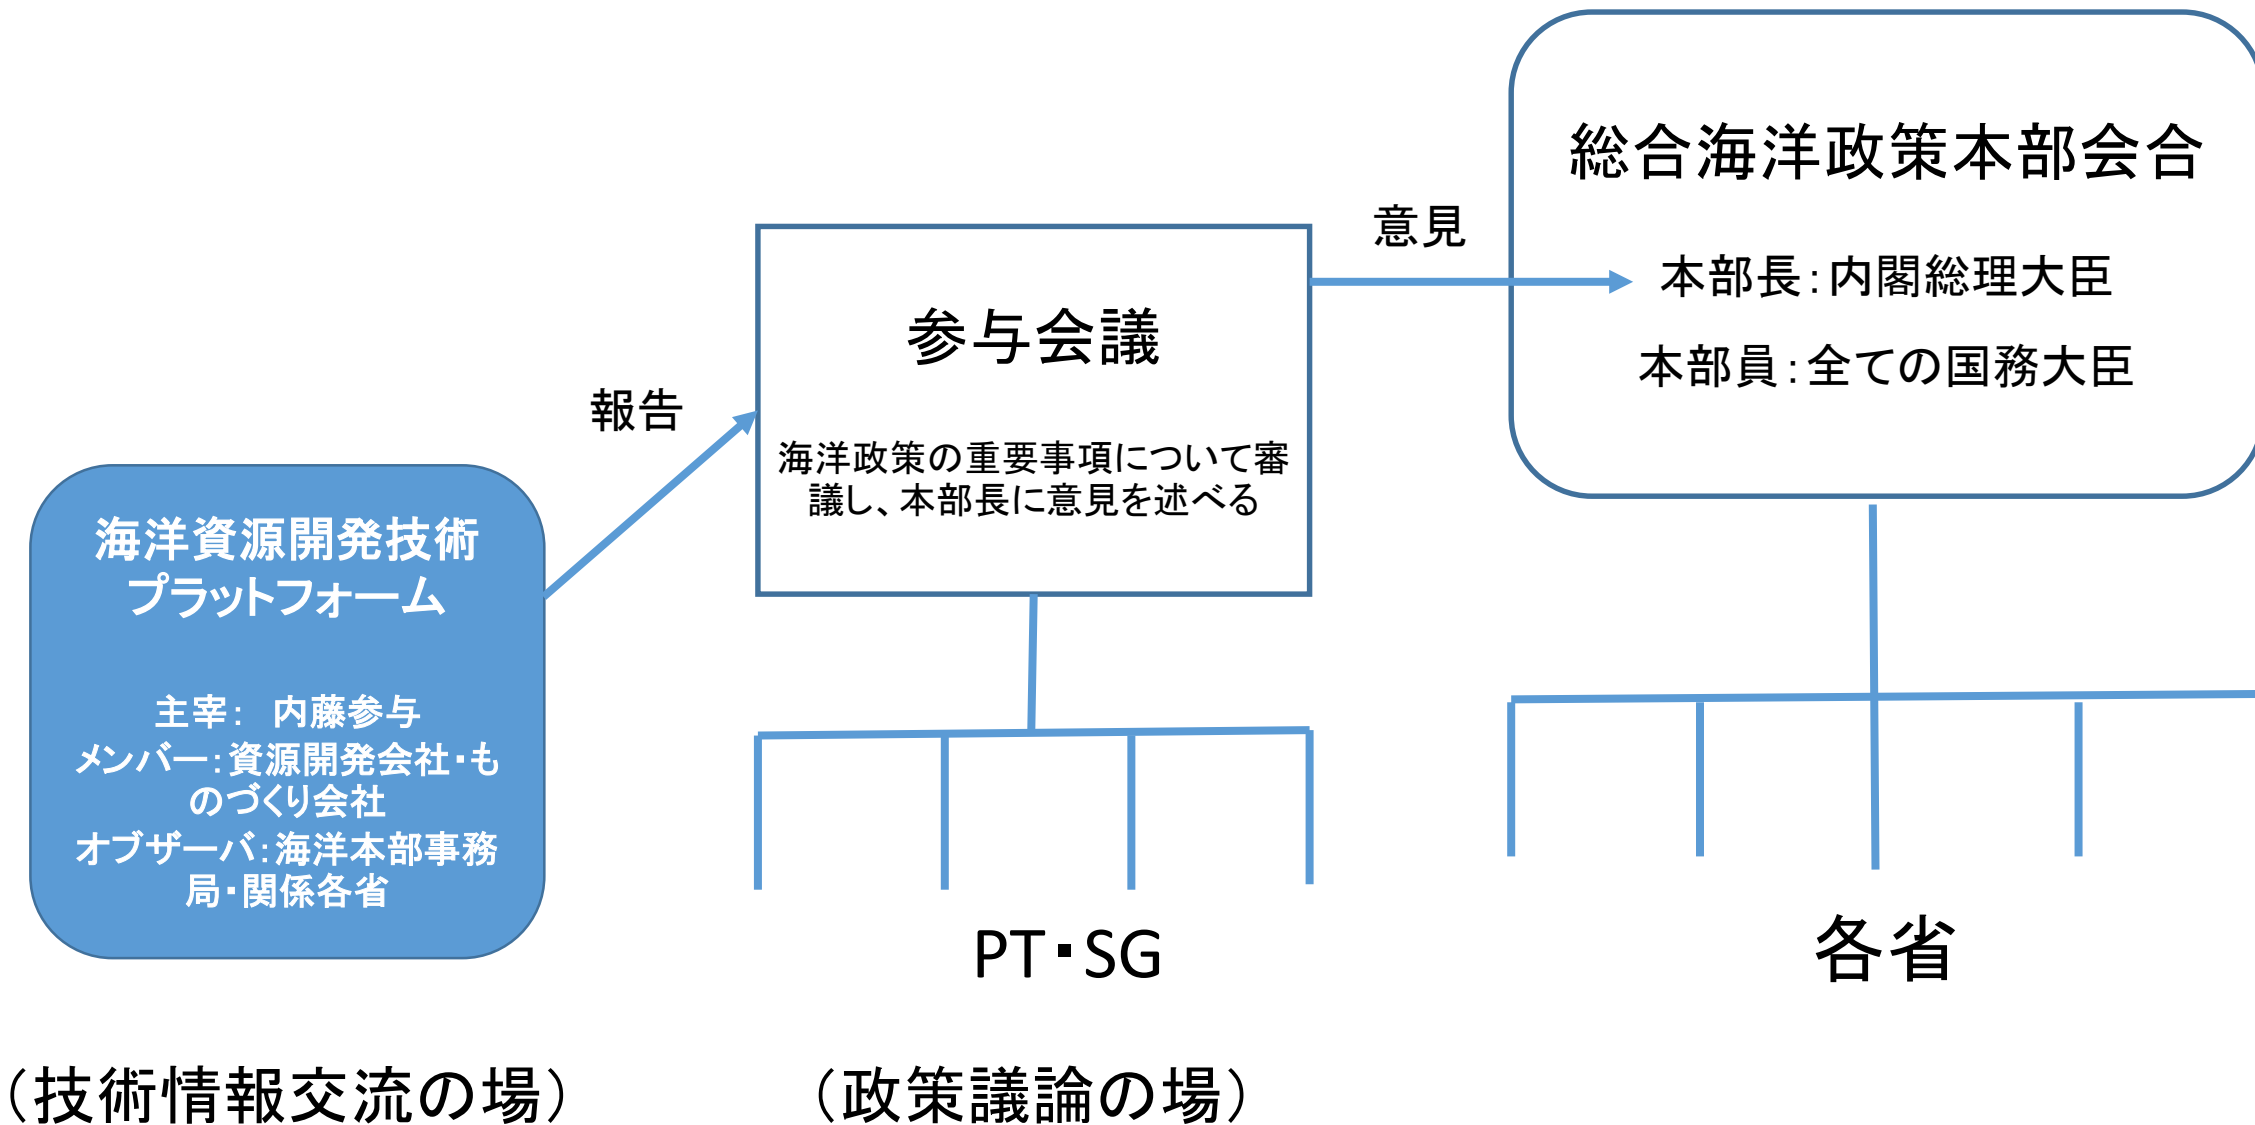 総合海洋政策本部会合
本部長：内閣総理大臣
本部員：全ての国務大臣
意見
参与会議
海洋政策の重要事項について審
議し、本部長に意見を述べる
報告
海洋資源開発技術
プラットフォーム
主宰：　内藤参与
メンバー：資源開発会社・も
のづくり会社
オブザーバ：海洋本部事務
局・関係各省
PT・SG
各省
（技術情報交流の場）
（政策議論の場）